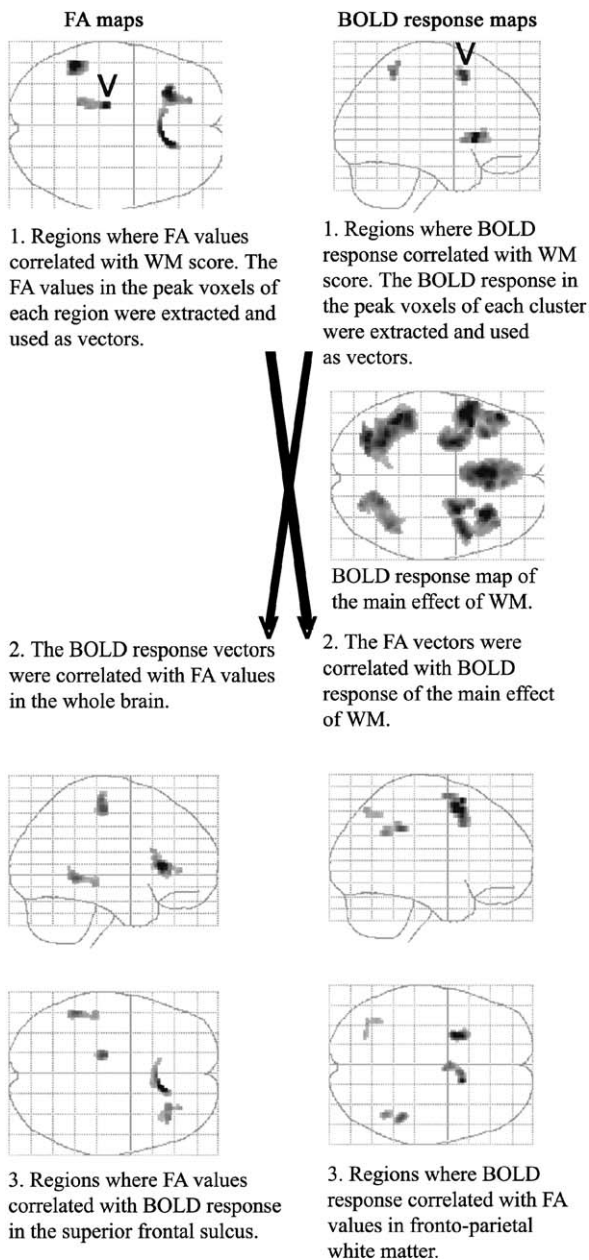 FA maps
BOLD response maps
V
V
1. Regions where FA values
correlated with WM score. The
FA values in the peak voxels of
each region were extracted and
used as vectors.
1. Regions where BOLD
response correlated with WM
score. The BOLD response in
the peak voxels of each cluster
were extracted and used
as vectors.
BOLD response map of
the main effect of WM.
2. The BOLD response vectors
were correlated with FA values
in the whole brain.
2. The FA vectors were
correlated with BOLD
response of the main effect
of WM.
3. Regions where FA values
correlated with BOLD response
in the superior frontal sulcus.
3. Regions where BOLD
response correlated with FA
values in fronto-parietal
white matter.